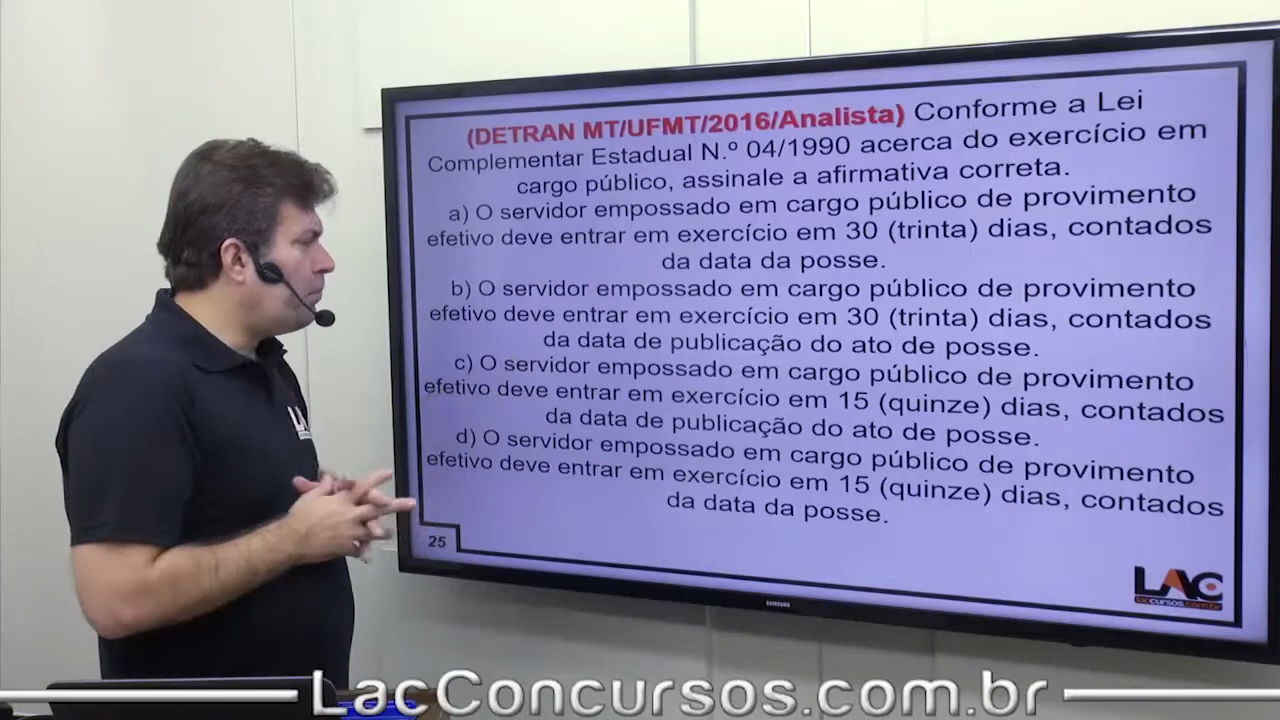 (DETRAN MT/UFMT/2016/Analista) Conforme a Lei
Complementar Estadual N.º 04/1990 acerca do exercício em
cargo público, assinale a afirmativa correta.
a) O servidor empossado em cargo público de provimento
efetivo deve entrar em exercício em 30 (trinta) dias, contados
da data da posse.
b) O servidor empossado em cargo público de provimento
efetivo deve entrar em exercício em 30 (trinta) dias, contados
da data de publicação do ato de posse.
c) O servidor empossado em cargo público de provimento
efetivo deve entrar em exercício em 15 (quinze) dias, contados
da data de publicação do ato de posse.
d) O servidor empossado em cargo público de provimento
efetivo deve entrar em exercício em 15 (quinze) dias, contados
da data da posse.
25
LAC
laccursos.com.br
SAMSUNG
LacConcursos.com.br